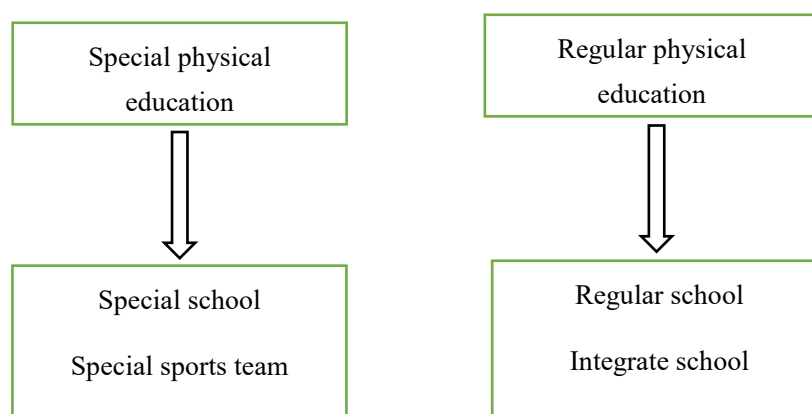 Special physical
education
Regular physical
education
Special school
Special sports team
Regular school
Integrate school